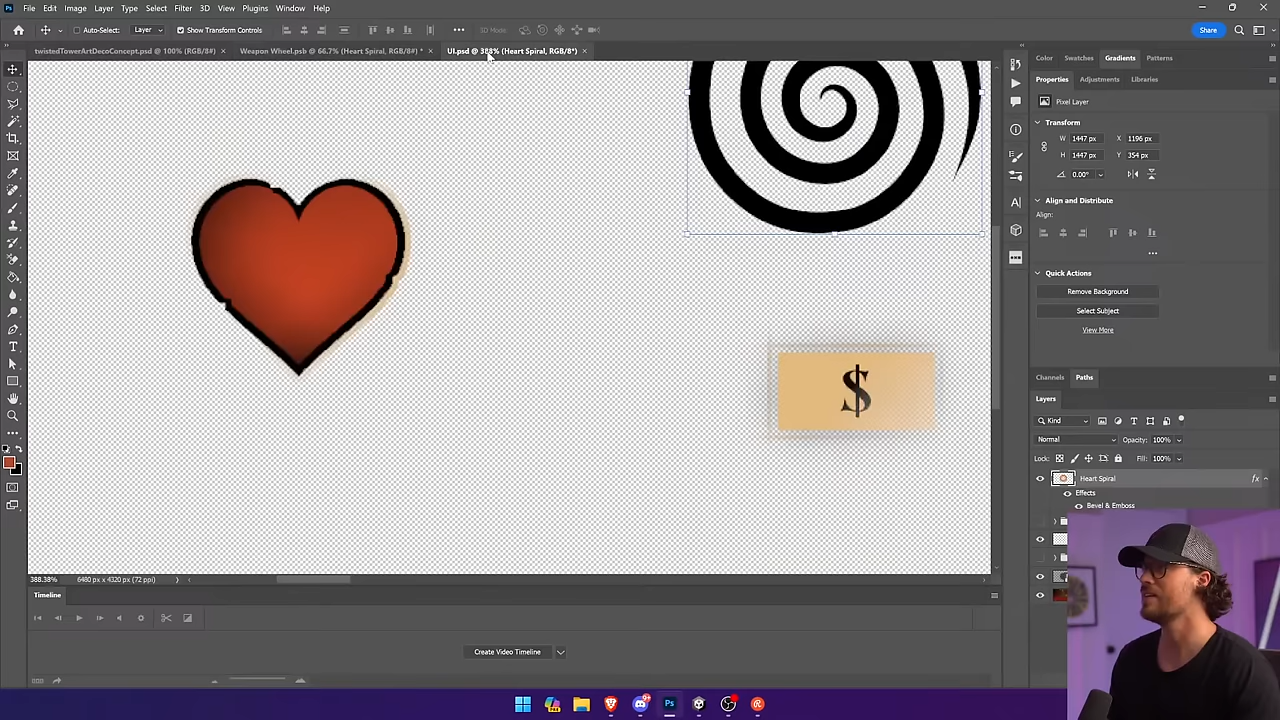 File Edit Image Layer Type Select Filter 3D View Plugins Window Help
Auto-Select: Layer Show Transform Controls 3D Mode Share
twistedTowerArtDecoConcept.psd @ 100% (RGB/8#) Weapon Wheel.psb @ 66.7% (Heart Spiral, RGB/8#) * UI.psd @ 388% (Heart Spiral, RGB/8*)
Color Swatches Gradients Patterns
Properties Adjustments Libraries
Pixel Layer
Transform
W 1447 px X 1196 px
H 1447 px Y 354 px
0.00°
Align and Distribute
Align:
Quick Actions
Remove Background
Select Subject
View More
$
Channels Paths
Layers
Kind
Normal Opacity: 100%
Lock: Fill: 100%
Heart Spiral fx
Effects
Bevel & Emboss
388.38% 6480 px x 4320 px (72 ppi)
Timeline
Create Video Timeline